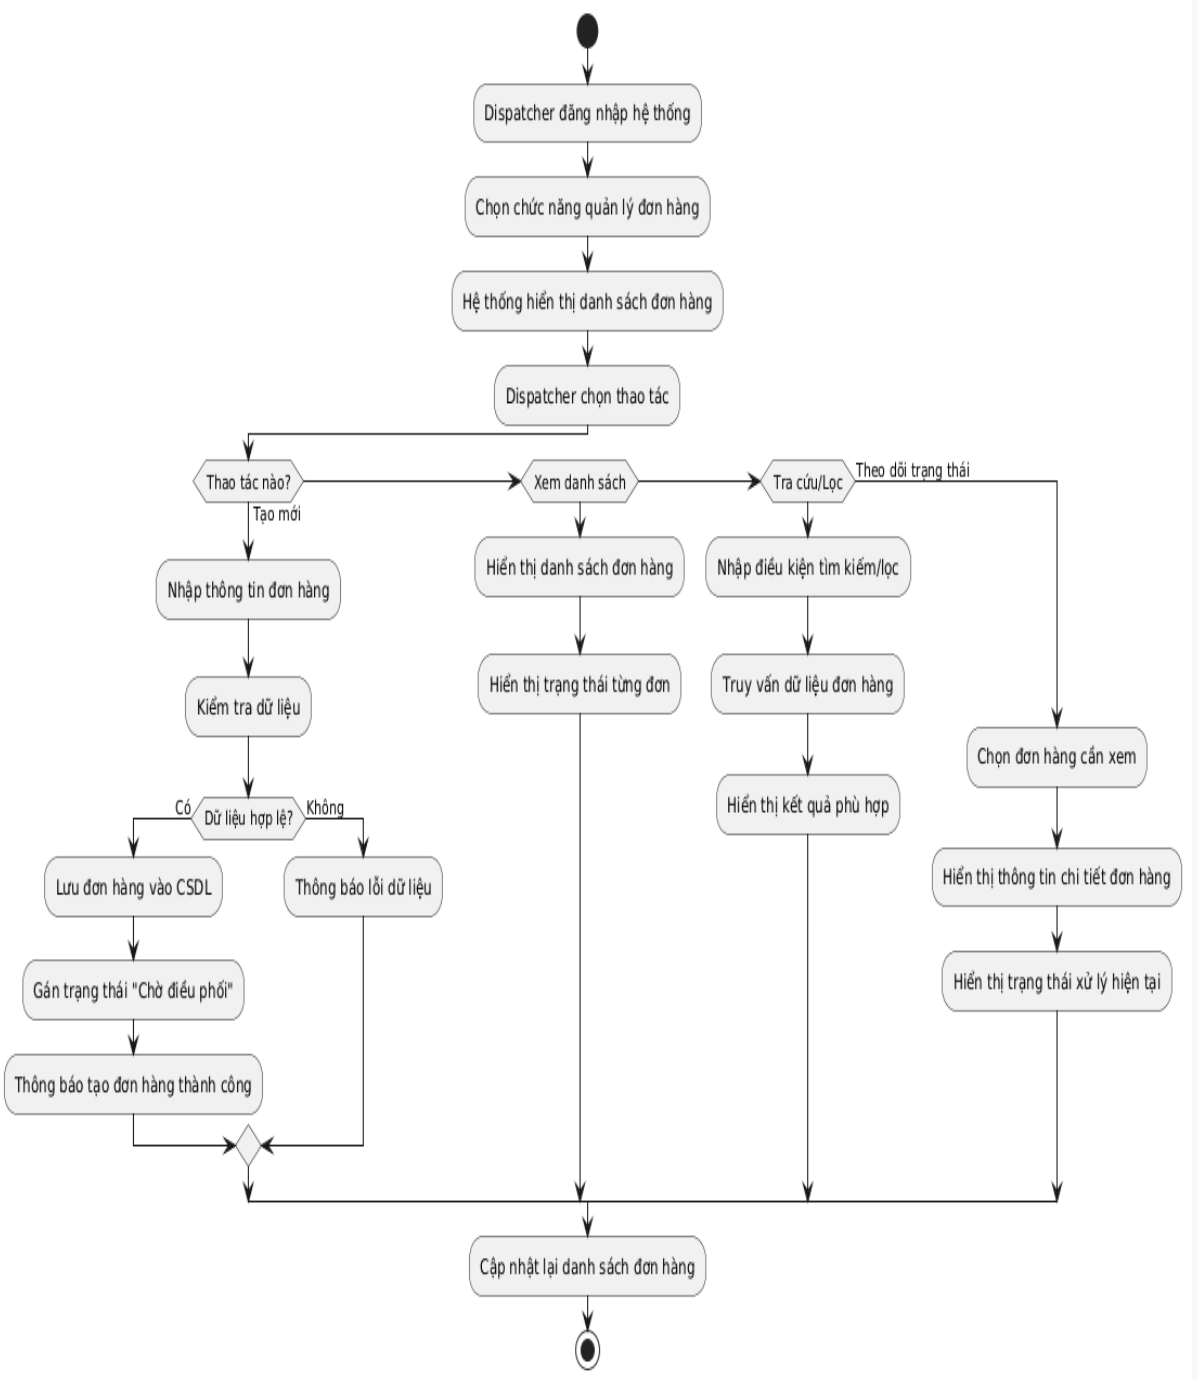 Dispatcher đăng nhập hệ thống
Chọn chức năng quản lý đơn hàng
Hệ thống hiển thị danh sách đơn hàng
Dispatcher chọn thao tác
Thao tác nào?
Tạo mới
Nhập thông tin đơn hàng
Kiểm tra dữ liệu
Dữ liệu hợp lệ?
Có
Lưu đơn hàng vào CSDL
Gán trạng thái "Chờ điều phối"
Thông báo tạo đơn hàng thành công
Không
Thông báo lỗi dữ liệu
Xem danh sách
Hiển thị danh sách đơn hàng
Hiển thị trạng thái từng đơn
Tra cứu/Lọc
Nhập điều kiện tìm kiếm/lọc
Truy vấn dữ liệu đơn hàng
Hiển thị kết quả phù hợp
Theo dõi trạng thái
Chọn đơn hàng cần xem
Hiển thị thông tin chi tiết đơn hàng
Hiển thị trạng thái xử lý hiện tại
Cập nhật lại danh sách đơn hàng